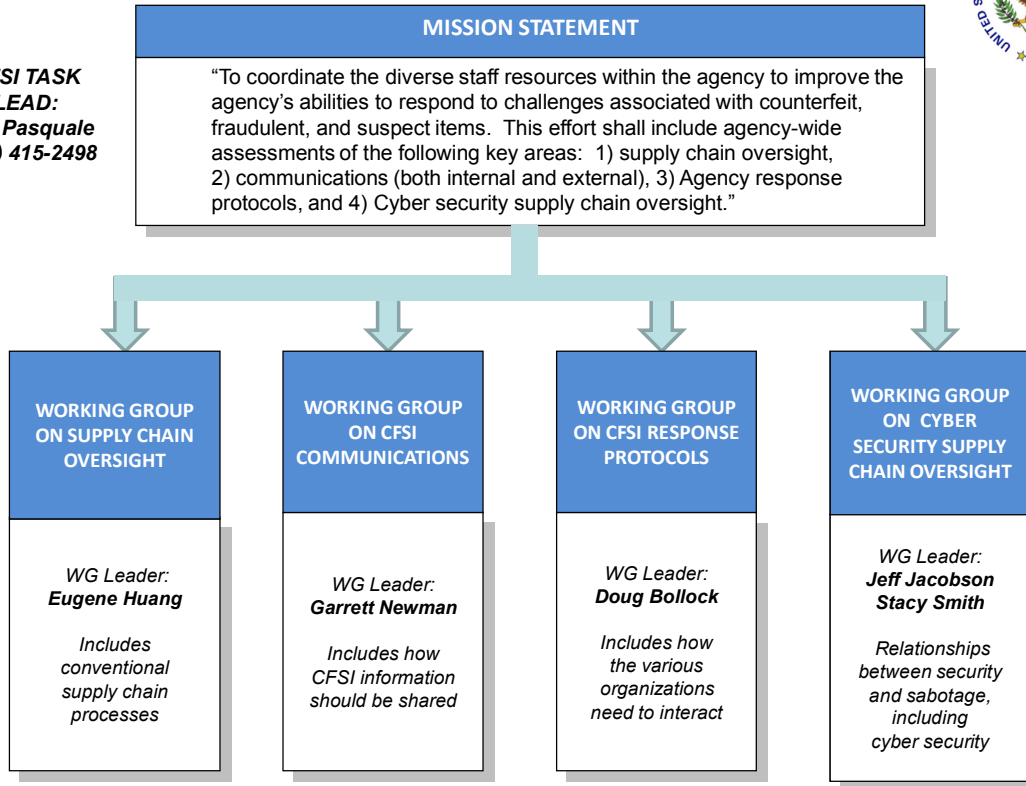 MISSION STATEMENT
UNITED S
SI TASK
LEAD:
Pasquale
) 415-2498
“To coordinate the diverse staff resources within the agency to improve the
agency’s abilities to respond to challenges associated with counterfeit,
fraudulent, and suspect items.  This effort shall include agency-wide
assessments of the following key areas:  1) supply chain oversight,
2) communications (both internal and external), 3) Agency response
protocols, and 4) Cyber security supply chain oversight.”
WORKING GROUP
ON SUPPLY CHAIN
OVERSIGHT
WG Leader:
Eugene Huang
Includes
conventional
supply chain
processes
WORKING GROUP
ON CFSI
COMMUNICATIONS
WG Leader:
Garrett Newman
Includes how
CFSI information
should be shared
WORKING GROUP
ON CFSI RESPONSE
PROTOCOLS
WG Leader:
Doug Bollock
Includes how
the various
organizations
need to interact
WORKING GROUP
ON  CYBER
SECURITY SUPPLY
CHAIN OVERSIGHT
WG Leader:
Jeff Jacobson
Stacy Smith
Relationships
between security
and sabotage,
including
cyber security